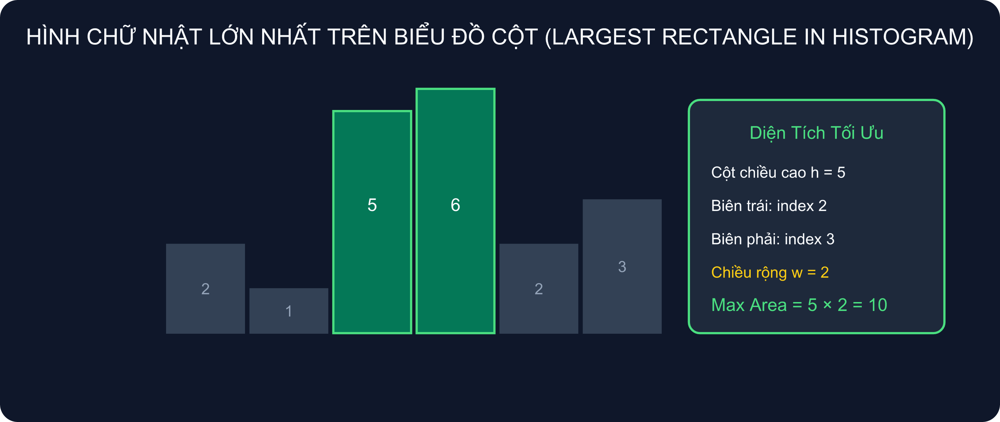 HÌNH CHỮ NHẬT LỚN NHẤT TRÊN BIỂU ĐỒ CỘT (LARGEST RECTANGLE IN HISTOGRAM)
2
1
5
6
2
3
Diện Tích Tối Ưu
Cột chiều cao h = 5
Biên trái: index 2
Biên phải: index 3
Chiều rộng w = 2
Max Area = 5 × 2 = 10